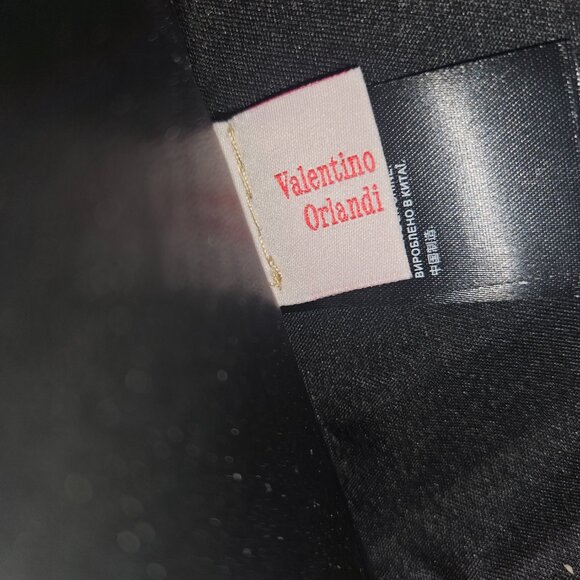 Valentino
Orlandi
ВИРОБЛЕНО В КИТАЇ.
中国制造